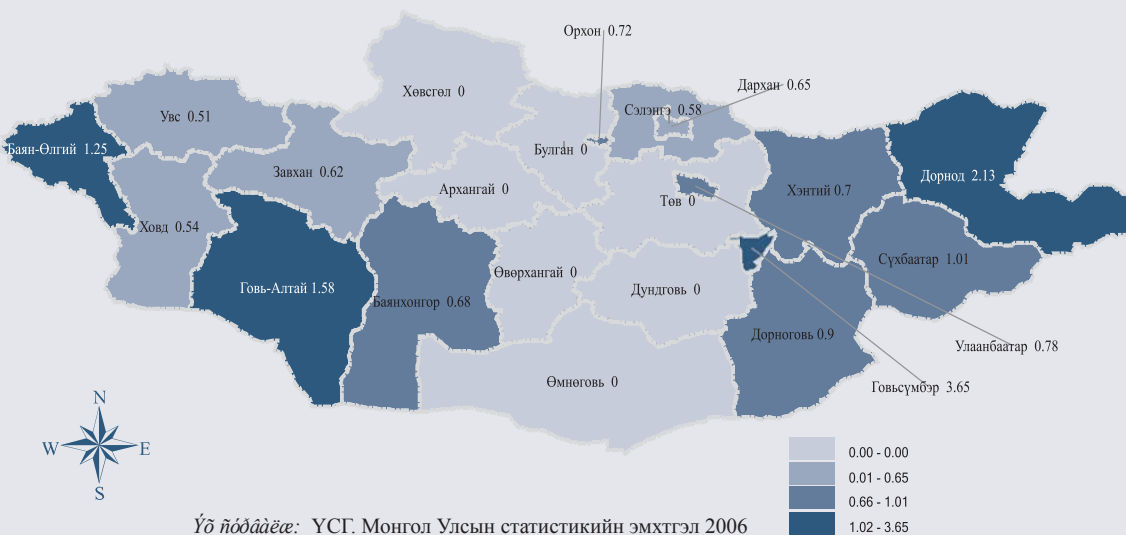 Орхон 0.72
Хөвсгөл 0
Дархан 0.65
Сэлэнгэ 0.58
Увс 0.51
Баян-Өлгий 1.25
Булган 0
Завхан 0.62
Дорнод 2.13
Архангай 0
Хэнтий 0.7
Төв 0
Ховд 0.54
Сүхбаатар 1.01
Өвөрхангай 0
Говь-Алтай 1.58
Дундговь 0
Баянхонгор 0.68
Дорноговь 0.9
Улаанбаатар 0.78
Өмнөговь 0
Говьсүмбэр 3.65
N
W E
S
0.00 - 0.00
0.01 - 0.65
0.66 - 1.01
1.02 - 3.65
Ýõ ñóðâàëæ: ҮСГ. Монгол Улсын статистикийн эмхтгэл 2006